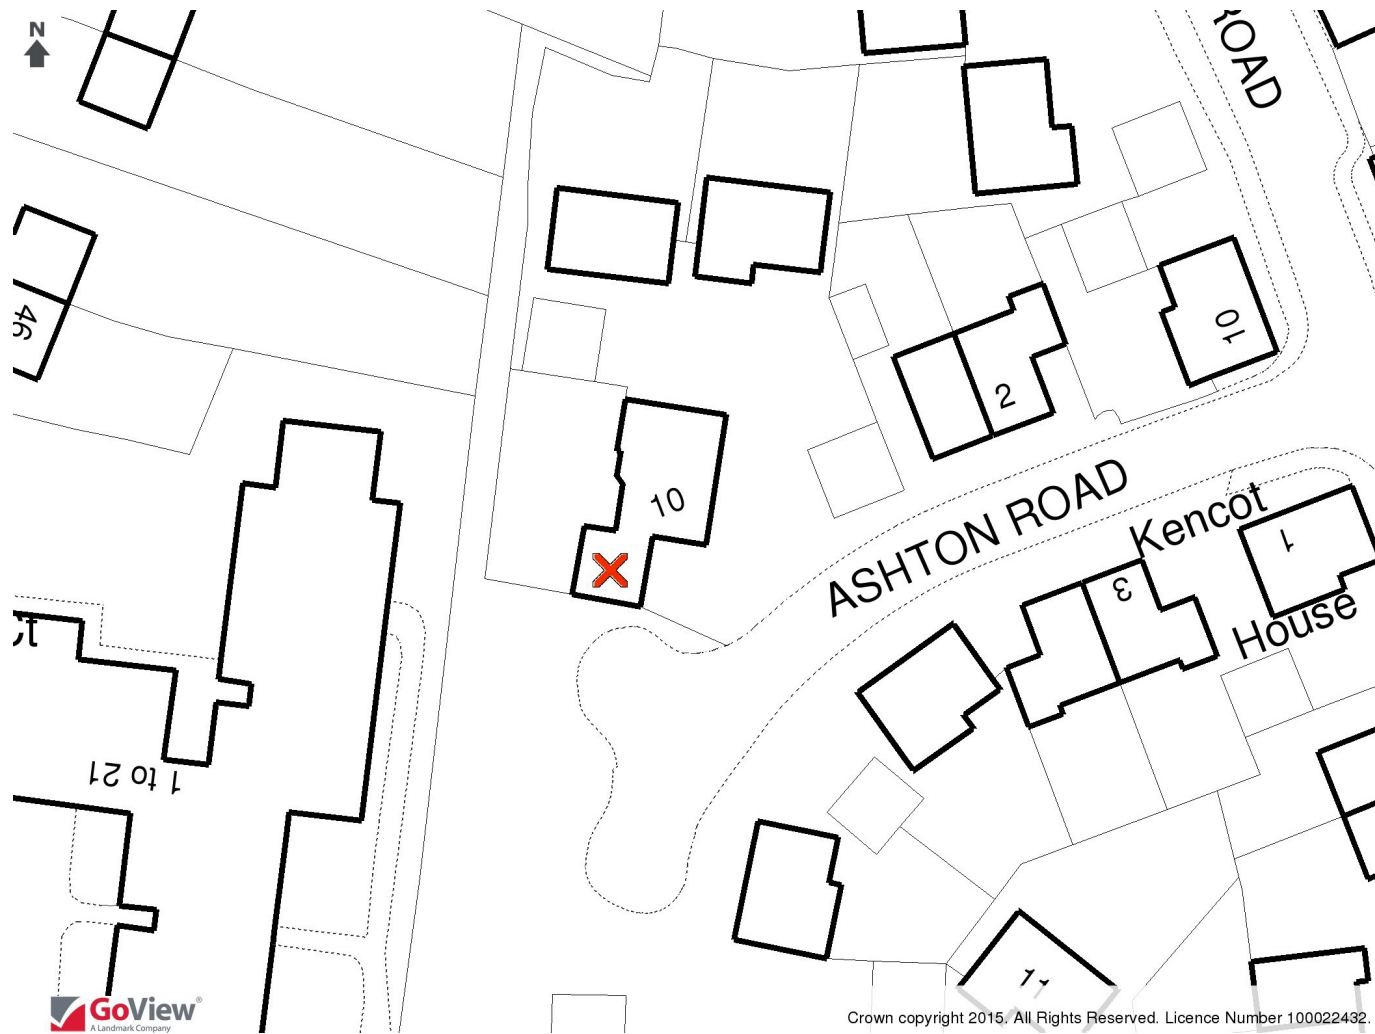 N
ROAD
46
10
2
10
ASHTON ROAD
Kencot
1
3
House
1 to 21
11
GoView®
A Landmark Company
Crown copyright 2015. All Rights Reserved. Licence Number 100022432.